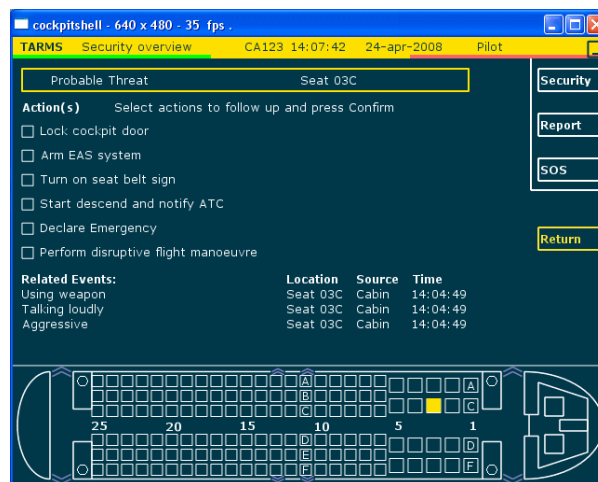 cockpitshell - 640 x 480 - 35 fps .
TARMS Security overview CA123 14:07:42 24-apr-2008 Pilot
Probable Threat Seat 03C
Security
Action(s) Select actions to follow up and press Confirm
Lock cockpit door
Report
Arm EAS system
SOS
Turn on seat belt sign
Start descend and notify ATC
Declare Emergency
Return
Perform disruptive flight manoeuvre
Related Events: Location Source Time
Using weapon Seat 03C Cabin 14:04:49
Talking loudly Seat 03C Cabin 14:04:49
Aggressive Seat 03C Cabin 14:04:49
A A
B
C C
25 20 15 10 5 1
D D
E
F F